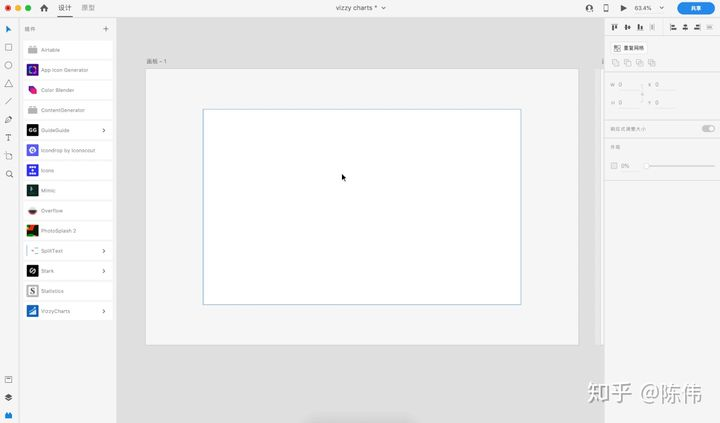 设计
原型
vizzy charts *
63.4%
共享
组件
Airtable
App Icon Generator
Color Blender
ContentGenerator
GG
GuideGuide
Icondrop by Iconscout
Icons
Mimic
Overflow
PhotoSplash 2
SplitText
Stark
S
Statistics
VizzyCharts
画板 – 1
重复网格
W 0
X 0
H 0
Y 0
响应式调整大小
外观
0%
知乎 @陈伟